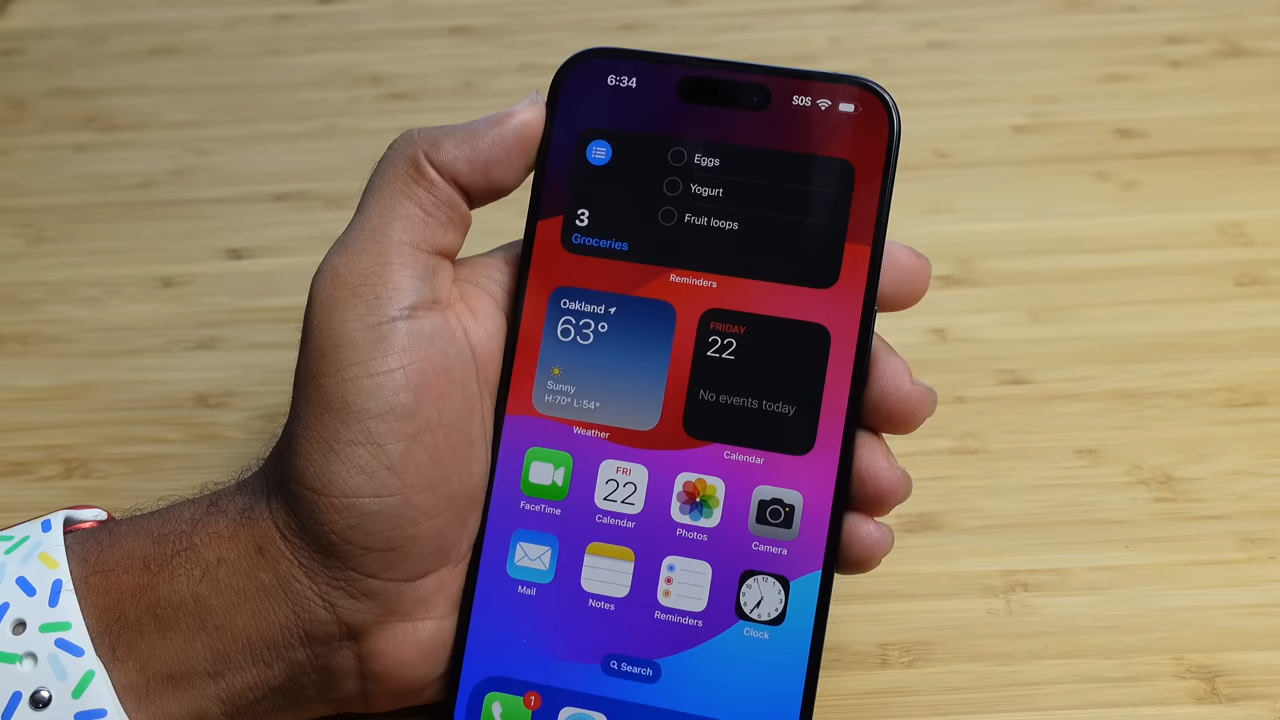 6:34
SOS
Eggs
Yogurt
Fruit loops
3
Groceries
Reminders
Oakland
63°
Sunny
H:70° L:54°
Weather
FRIDAY
22
No events today
Calendar
FaceTime
FRI
22
Calendar
Photos
Camera
Mail
Notes
Reminders
Clock
Search
1